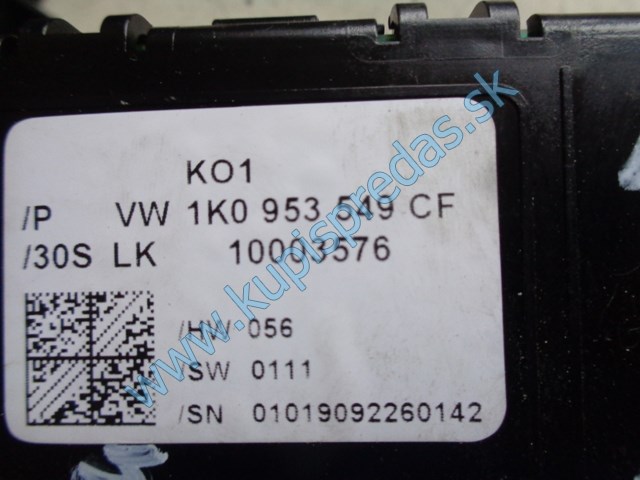 KO1
/P VW 1K0 953 549 CF
/30S LK 10003576
/HW 056
/SW 0111
/SN 01019092260142
www.kupispredas.sk